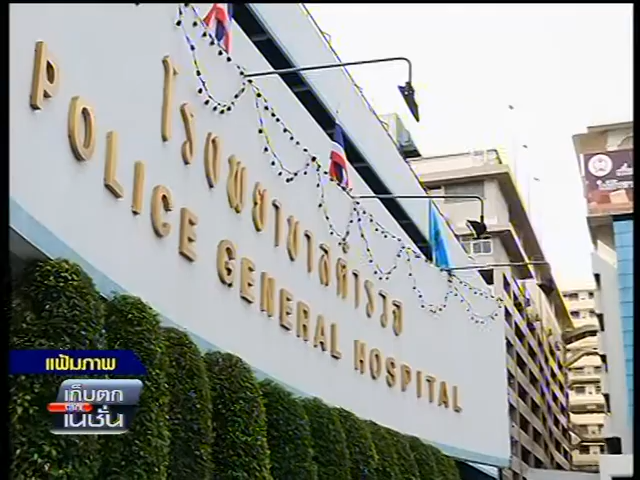 โรงพยาบาลตำรวจ
POLICE GENERAL HOSPITAL
แฟ้มภาพ
เก็บตก
เนชั่น